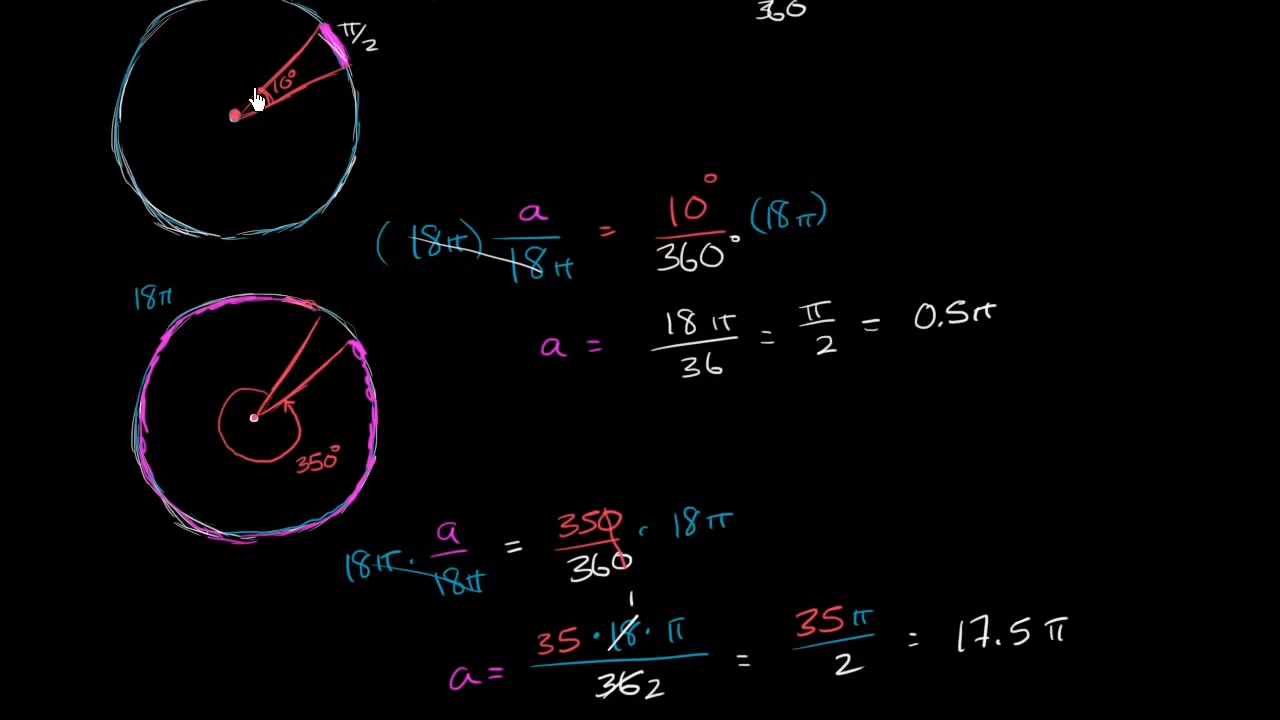 360
π/2
10°
(18π) a/18π = 10°/360° (18π)
a = 18π/36 = π/2 = 0.5π
18π
350°
18π · a/18π = 350/360 · 18π
1
a = 35 · 18 · π/36 2 = 35π/2 = 17.5 π